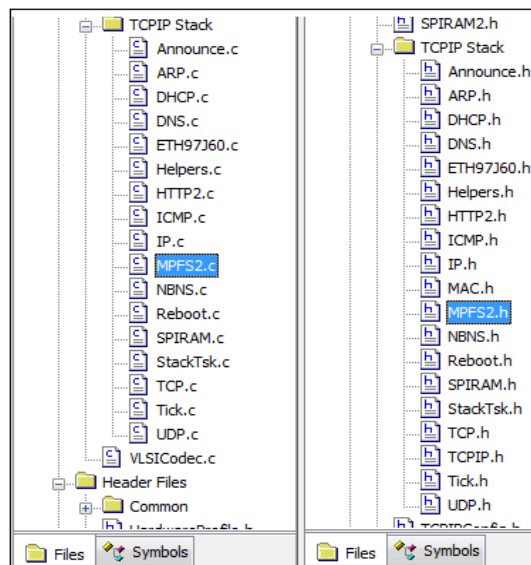 TCPIP Stack
Announce.c
ARP.c
DHCP.c
DNS.c
ETH97J60.c
Helpers.c
HTTP2.c
ICMP.c
IP.c
MPFS2.c
NBNS.c
Reboot.c
SPIRAM.c
StackTsk.c
TCP.c
Tick.c
UDP.c
VLSICodec.c
Header Files
Common
HardwareProfile.h
Files
Symbols
SPIRAM2.h
TCPIP Stack
Announce.h
ARP.h
DHCP.h
DNS.h
ETH97J60.h
Helpers.h
HTTP2.h
ICMP.h
IP.h
MAC.h
MPFS2.h
NBNS.h
Reboot.h
SPIRAM.h
StackTsk.h
TCP.h
TCPIP.h
Tick.h
UDP.h
TCPIPConfig.h
Files
Symbols